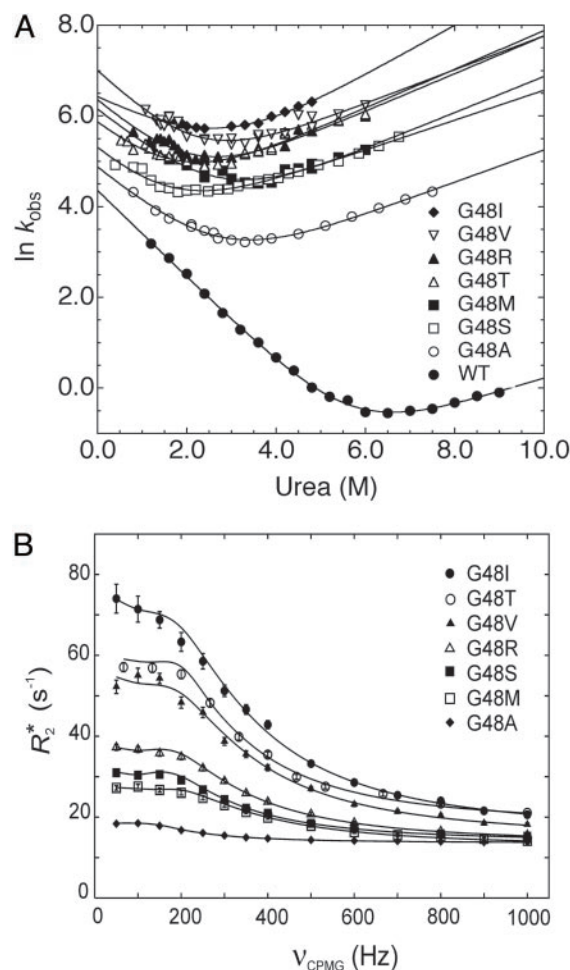 A
8.0
6.0
4.0
2.0
0.0
ln k_obs
G48I
G48V
G48R
G48T
G48M
G48S
G48A
WT
0.0 2.0 4.0 6.0 8.0 10.0
Urea (M)
B
80
60
40
20
0
R₂* (s⁻¹)
G48I
G48T
G48V
G48R
G48S
G48M
G48A
0 200 400 600 800 1000
ν_CPMG (Hz)